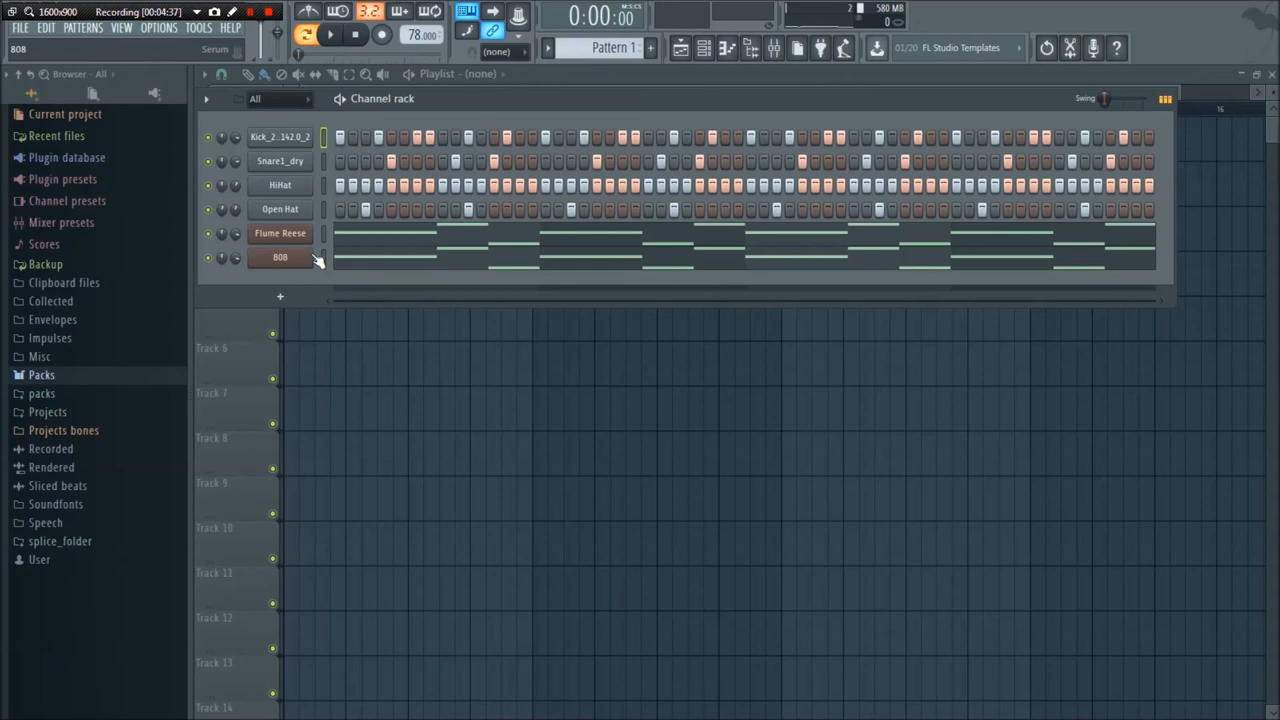 1600x900 Recording [00:04:37]
FILE EDIT PATTERNS VIEW OPTIONS TOOLS HELP
808 Serum
3.2
78.000
0:00:00
M:S:CS
2
580 MB
0
(none)
Pattern 1
01/20 FL Studio Templates
Browser - All
Playlist - (none)
All
Channel rack
Swing
16
Current project
Recent files
Plugin database
Plugin presets
Channel presets
Mixer presets
Scores
Backup
Clipboard files
Collected
Envelopes
Impulses
Misc
Packs
packs
Projects
Projects bones
Recorded
Rendered
Sliced beats
Soundfonts
Speech
splice_folder
User
Kick_2..142.0_2
Snare1_dry
HiHat
Open Hat
Flume Reese
808
Track 6
Track 7
Track 8
Track 9
Track 10
Track 11
Track 12
Track 13
Track 14